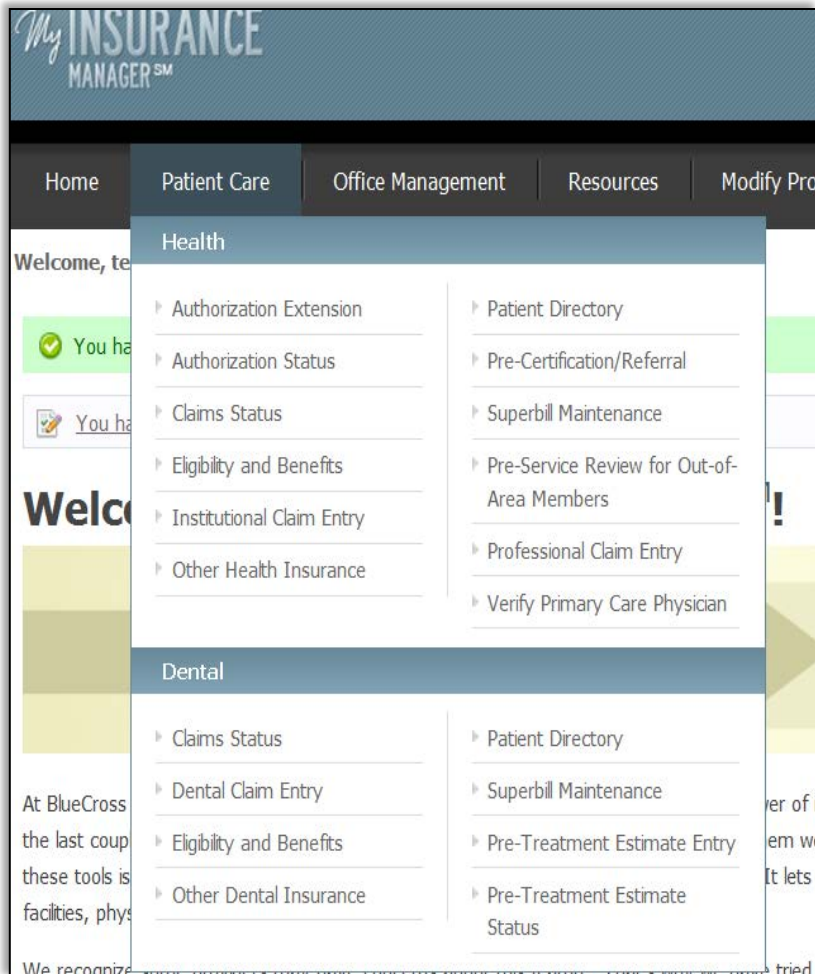 My INSURANCE
MANAGER℠
Home Patient Care Office Management Resources Modify Pro
Welcome, te
Health
Authorization Extension
Authorization Status
Claims Status
Eligibility and Benefits
Institutional Claim Entry
Other Health Insurance
Patient Directory
Pre-Certification/Referral
Superbill Maintenance
Pre-Service Review for Out-of-
Area Members
Professional Claim Entry
Verify Primary Care Physician
You ha
You ha
Welco !
Dental
Claims Status
Dental Claim Entry
Eligibility and Benefits
Other Dental Insurance
Patient Directory
Superbill Maintenance
Pre-Treatment Estimate Entry
Pre-Treatment Estimate
Status
At BlueCross er of
the last coup em w
these tools is It lets
facilities, phys
We recognize tried